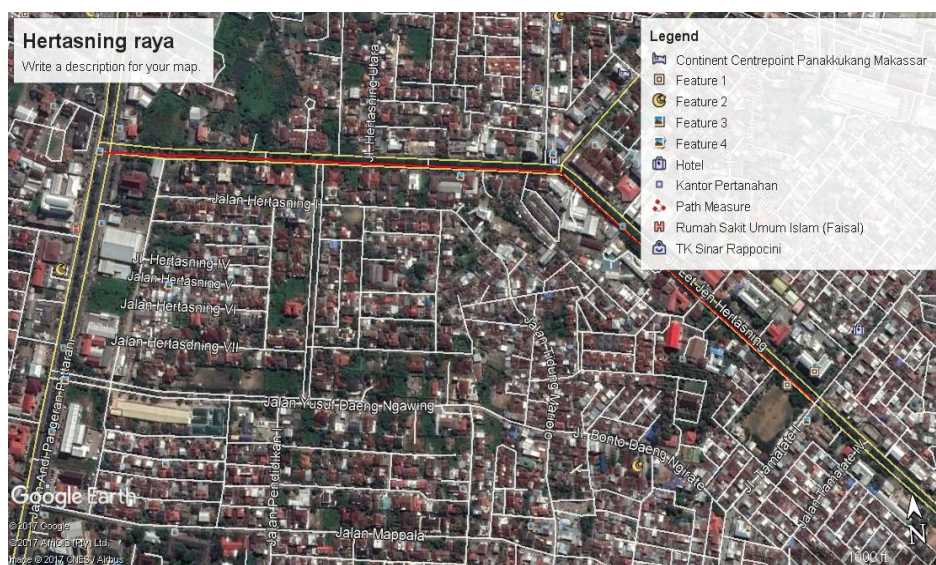 Hertasning raya
Write a description for your map.
Legend
Continent Centrepoint Panakkukang Makassar
Feature 1
Feature 2
Feature 3
Feature 4
Hotel
Kantor Pertanahan
Path Measure
Rumah Sakit Umum Islam (Faisal)
TK Sinar Rappocini
Jl. Hertasning Utara
Jalan Hertasning I
Jl. Hertasning IV
Jalan Hertasning V
Jalan Hertasning VI
Jalan Hertasdning VII
Let Jen Hertasning
Jalan Tidung Mariolo
Jalan Yusuf Daeng Ngawing
Jl. Bonto Daeng Ngirate
Jalan Andi Pangeran Pettarani
Jalan Pendidikan I
Jl. Tamalate I
Jalan Tamalate IV
Jalan Mappala
Google Earth
© 2017 Google
© 2017 AfriGIS (Pty) Ltd.
Image © 2017 CNES / Airbus
N
1000 ft